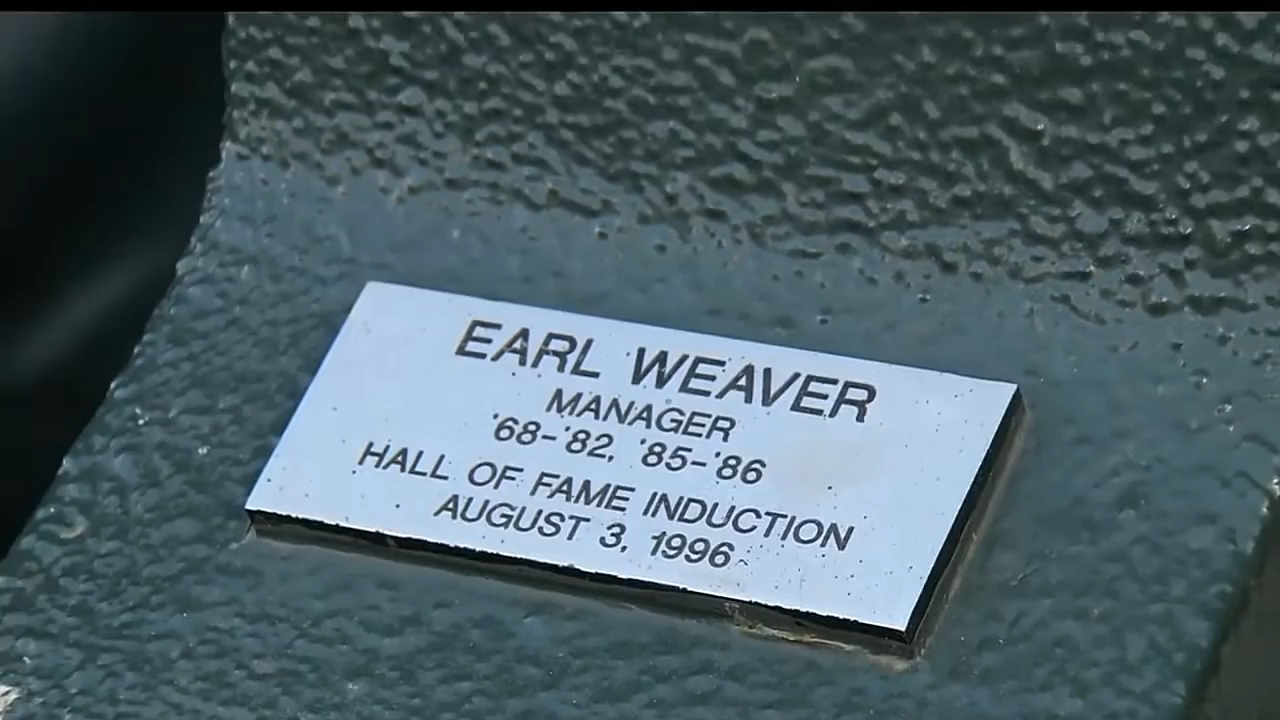 EARL WEAVER
MANAGER
'68-'82, '85-'86
HALL OF FAME INDUCTION
AUGUST 3, 1996